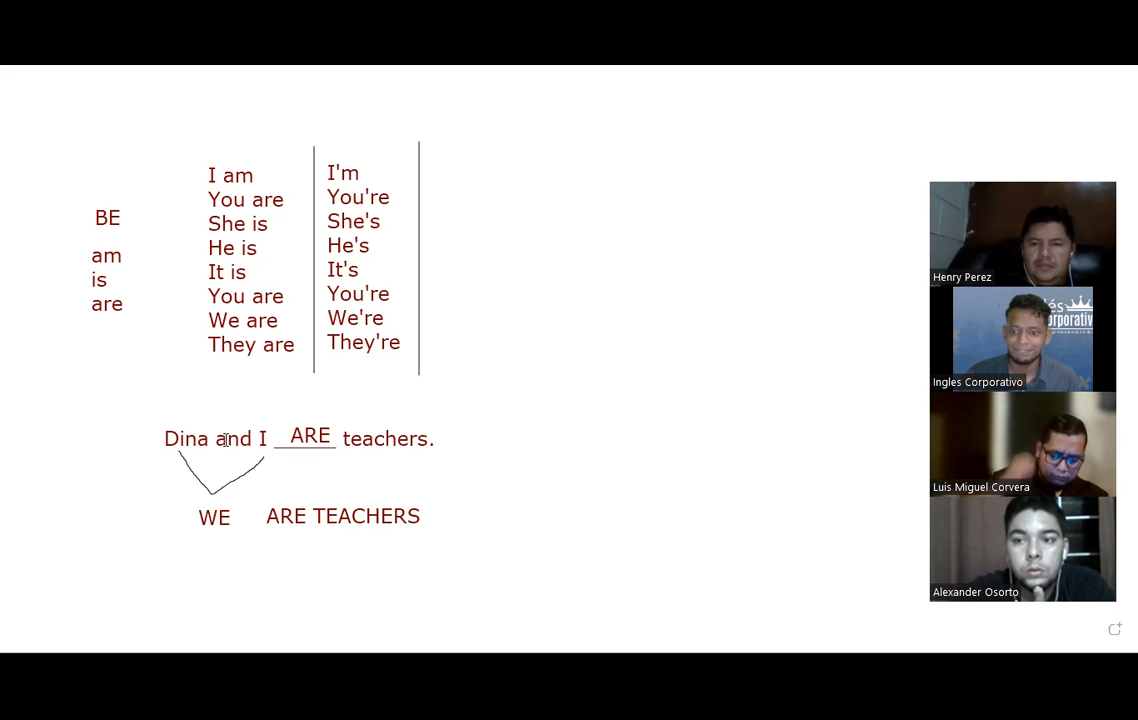 BE
am
is
are
I am
You are
She is
He is
It is
You are
We are
They are
I'm
You're
She's
He's
It's
You're
We're
They're
Dina and I ARE teachers.
WE ARE TEACHERS
Henry Perez
Ingles Corporativo
Luis Miguel Corvera
Alexander Osorto